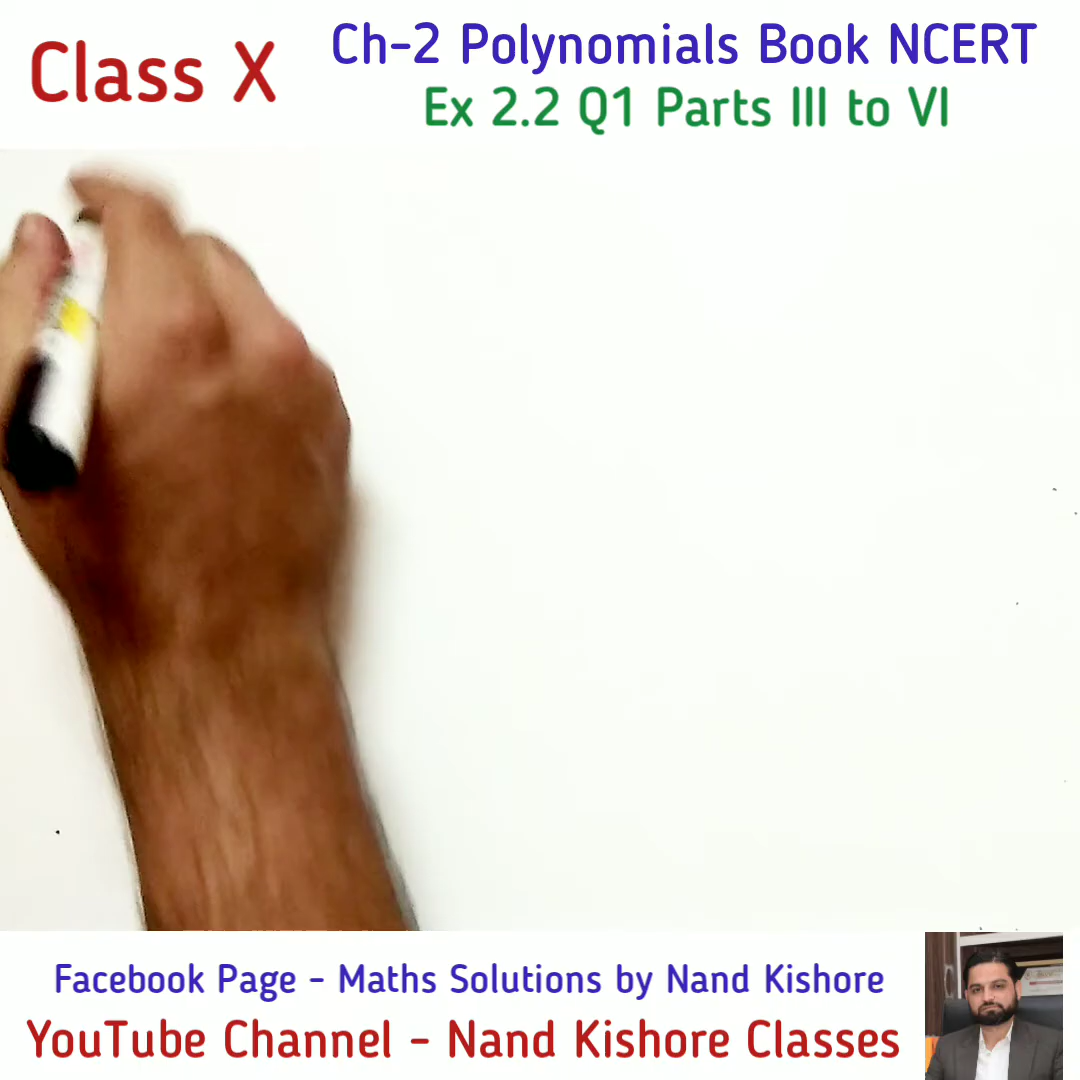 Class X
Ch-2 Polynomials Book NCERT
Ex 2.2 Q1 Parts III to VI
Facebook Page - Maths Solutions by Nand Kishore
YouTube Channel - Nand Kishore Classes